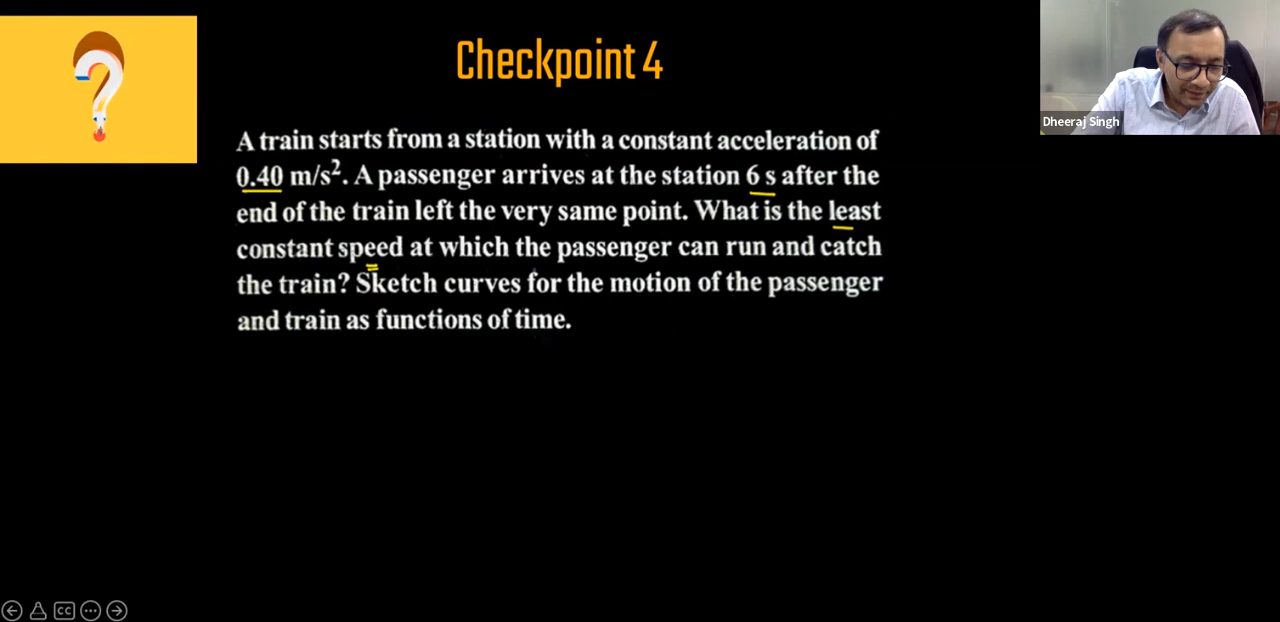 Checkpoint 4
Dheeraj Singh
A train starts from a station with a constant acceleration of
0.40 m/s². A passenger arrives at the station 6 s after the
end of the train left the very same point. What is the least
constant speed at which the passenger can run and catch
the train? Sketch curves for the motion of the passenger
and train as functions of time.
CC